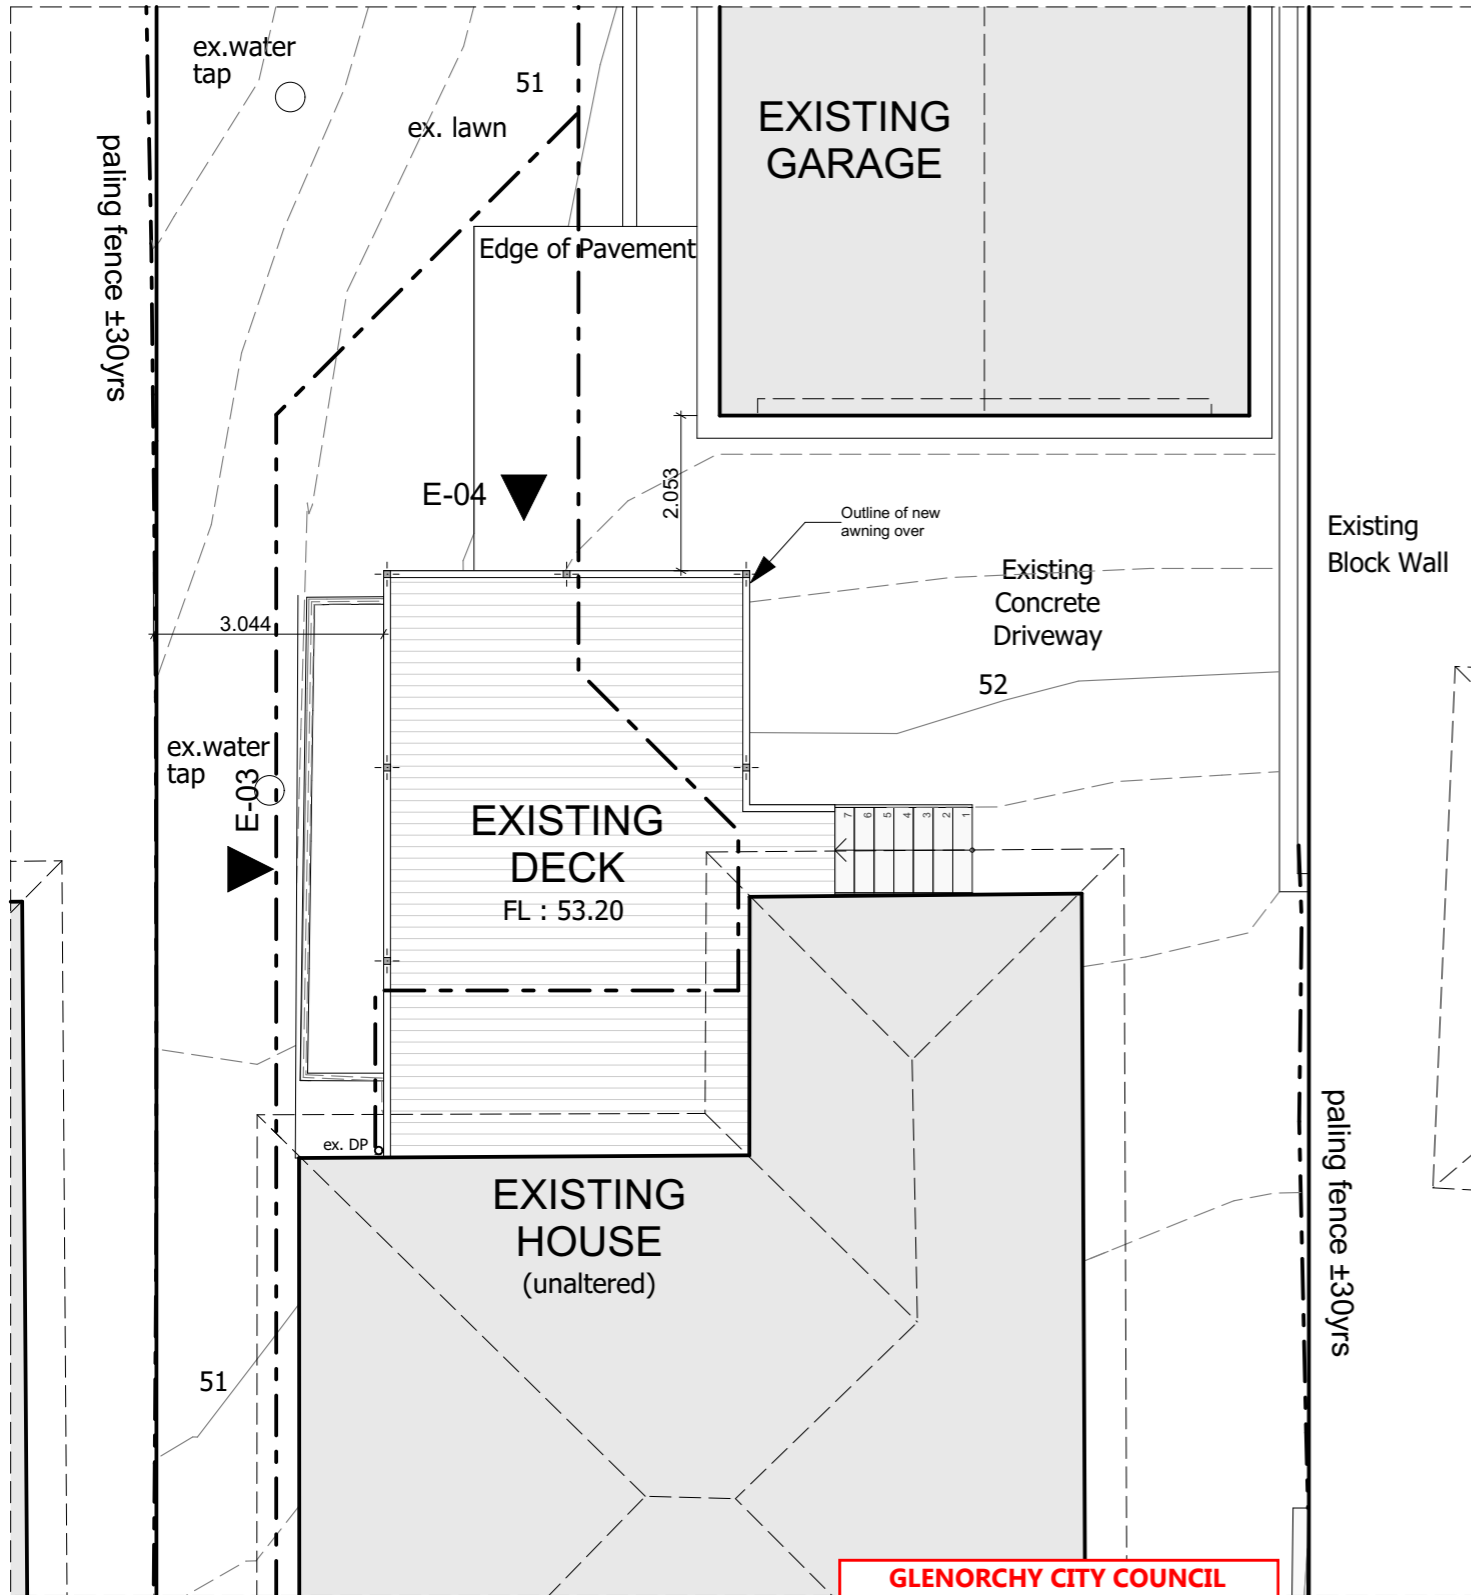 ex.water
tap
51
ex. lawn
EXISTING
GARAGE
paling fence ±30yrs
Edge of Pavement
E-04
2.053
Outline of new
awning over
Existing
Block Wall
Existing
Concrete
Driveway
3.044
52
ex.water
tap
E-03
EXISTING
DECK
FL : 53.20
7 6 5 4 3 2 1
ex. DP
EXISTING
HOUSE
(unaltered)
paling fence ±30yrs
51
GLENORCHY CITY COUNCIL